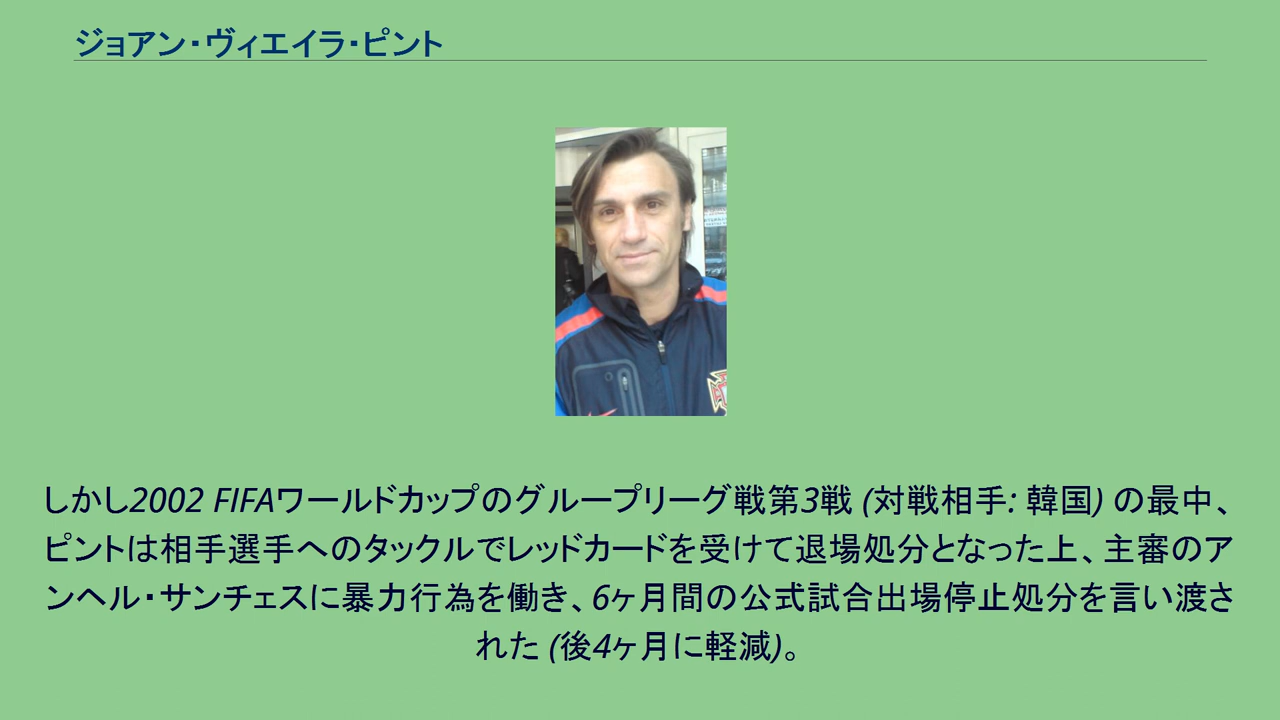 ジョアン・ヴィエイラ・ピント
しかし2002 FIFAワールドカップのグループリーグ戦第3戦 (対戦相手: 韓国) の最中、
ピントは相手選手へのタックルでレッドカードを受けて退場処分となった上、主審のア
ンヘル・サンチェスに暴力行為を働き、6ヶ月間の公式試合出場停止処分を言い渡さ
れた (後4ヶ月に軽減)。